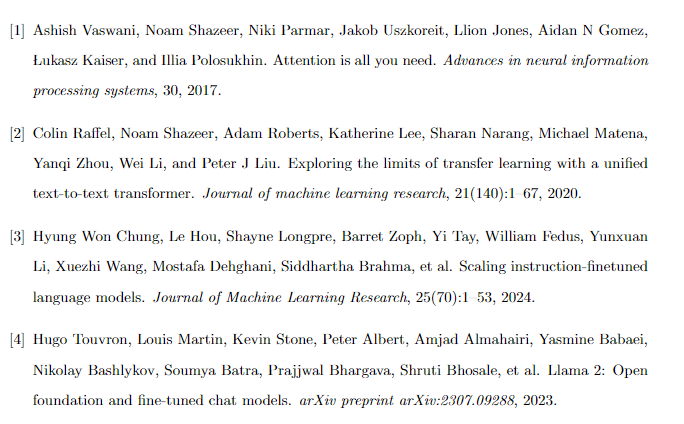 [1] Ashish Vaswani, Noam Shazeer, Niki Parmar, Jakob Uszkoreit, Llion Jones, Aidan N Gomez,
Łukasz Kaiser, and Illia Polosukhin. Attention is all you need. Advances in neural information
processing systems, 30, 2017.
[2] Colin Raffel, Noam Shazeer, Adam Roberts, Katherine Lee, Sharan Narang, Michael Matena,
Yanqi Zhou, Wei Li, and Peter J Liu. Exploring the limits of transfer learning with a unified
text-to-text transformer. Journal of machine learning research, 21(140):1–67, 2020.
[3] Hyung Won Chung, Le Hou, Shayne Longpre, Barret Zoph, Yi Tay, William Fedus, Yunxuan
Li, Xuezhi Wang, Mostafa Dehghani, Siddhartha Brahma, et al. Scaling instruction-finetuned
language models. Journal of Machine Learning Research, 25(70):1–53, 2024.
[4] Hugo Touvron, Louis Martin, Kevin Stone, Peter Albert, Amjad Almahairi, Yasmine Babaei,
Nikolay Bashlykov, Soumya Batra, Prajjwal Bhargava, Shruti Bhosale, et al. Llama 2: Open
foundation and fine-tuned chat models. arXiv preprint arXiv:2307.09288, 2023.